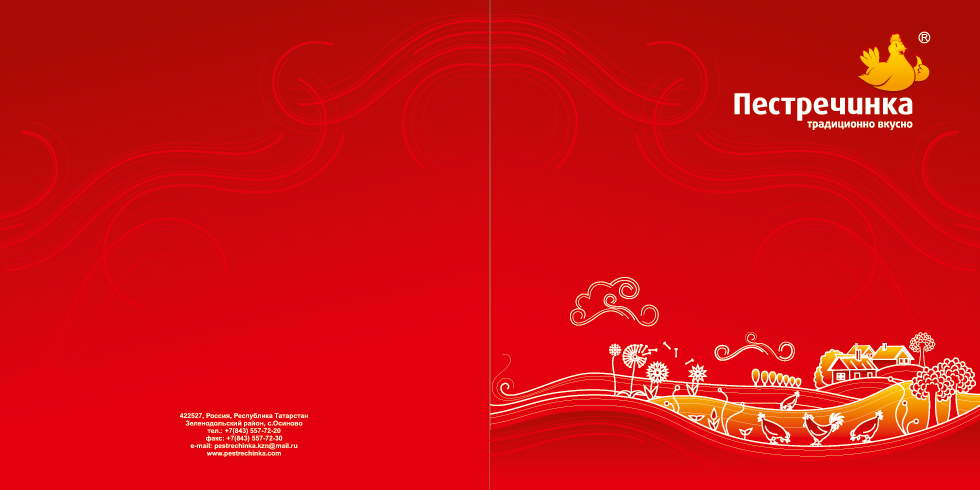 ®
Пестречинка
традиционно вкусно
422527, Россия, Республика Татарстан
Зеленодольский район, с.Осиново
тел.: +7(843) 557-72-20
факс: +7(843) 557-72-30
e-mail: pestrechinka.kzn@mail.ru
www.pestrechinka.com